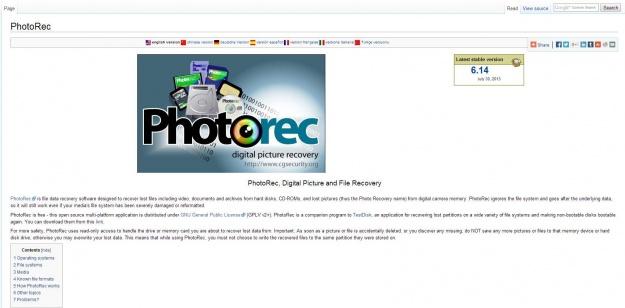 Page
Read View source
Search
PhotoRec
english version chinese version Deutsche Version versión español version française versione italiana Türkçe versiyonu
Share
Latest stable version
6.14
July 30, 2013
Photorec
digital picture recovery
http://www.cgsecurity.org
PhotoRec, Digital Picture and File Recovery
PhotoRec is file data recovery software designed to recover lost files including video, documents and archives from hard disks, CD-ROMs, and lost pictures (thus the Photo Recovery name) from digital camera memory. PhotoRec ignores the file system and goes after the underlying data,
so it will still work even if your media's file system has been severely damaged or reformatted.
PhotoRec is free - this open source multi-platform application is distributed under GNU General Public License (GPLV v2+). PhotoRec is a companion program to TestDisk, an application for recovering lost partitions on a wide variety of file systems and making non-bootable disks bootable
again. You can download them from this link.
For more safety, PhotoRec uses read-only access to handle the drive or memory card you are about to recover lost data from. Important: As soon as a picture or file is accidentally deleted, or you discover any missing, do NOT save any more pictures or files to that memory device or hard
disk drive; otherwise you may overwrite your lost data. This means that while using PhotoRec, you must not choose to write the recovered files to the same partition they were stored on.
Contents [hide]
1 Operating systems
2 File systems
3 Media
4 Known file formats
5 How PhotoRec works
6 Other topics
7 Problems?